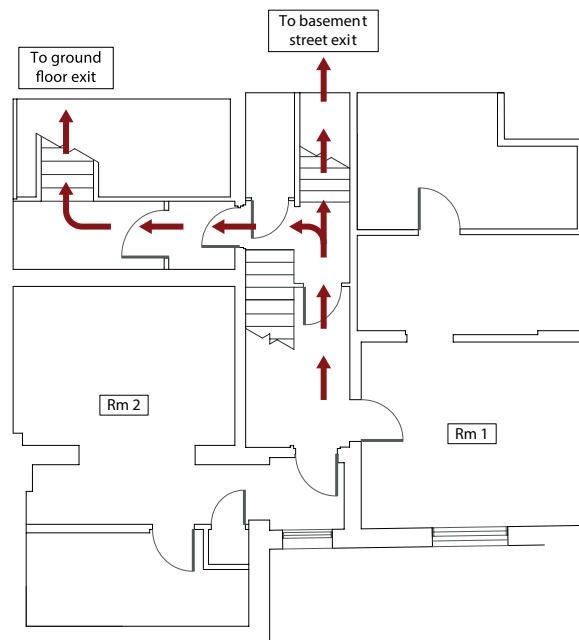 To basement
street exit
To ground
floor exit
Rm 2
Rm 1